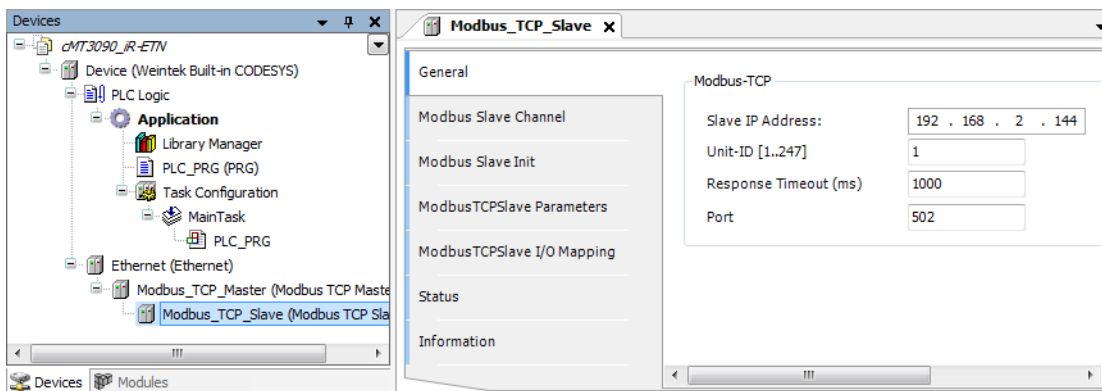 Devices
cMT3090_iR-ETN
Device (Weintek Built-in CODESYS)
PLC Logic
Application
Library Manager
PLC_PRG (PRG)
Task Configuration
MainTask
PLC_PRG
Ethernet (Ethernet)
Modbus_TCP_Master (Modbus TCP Maste
Modbus_TCP_Slave (Modbus TCP Sla
Devices
Modules
Modbus_TCP_Slave
General
Modbus Slave Channel
Modbus Slave Init
ModbusTCPSlave Parameters
ModbusTCPSlave I/O Mapping
Status
Information
Modbus-TCP
Slave IP Address: 192 . 168 . 2 . 144
Unit-ID [1..247] 1
Response Timeout (ms) 1000
Port 502